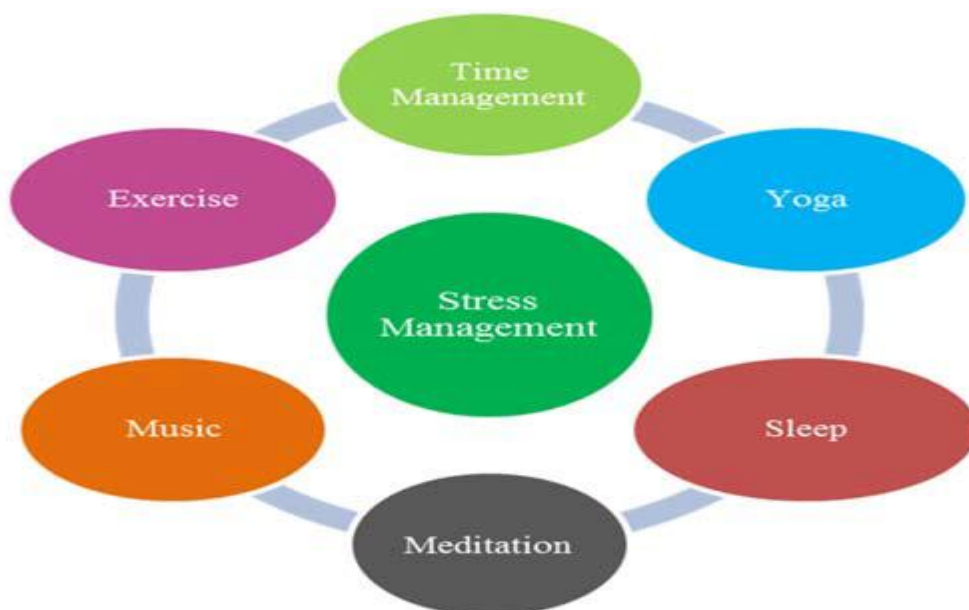 Time
Management
Exercise
Yoga
Stress
Management
Music
Sleep
Meditation